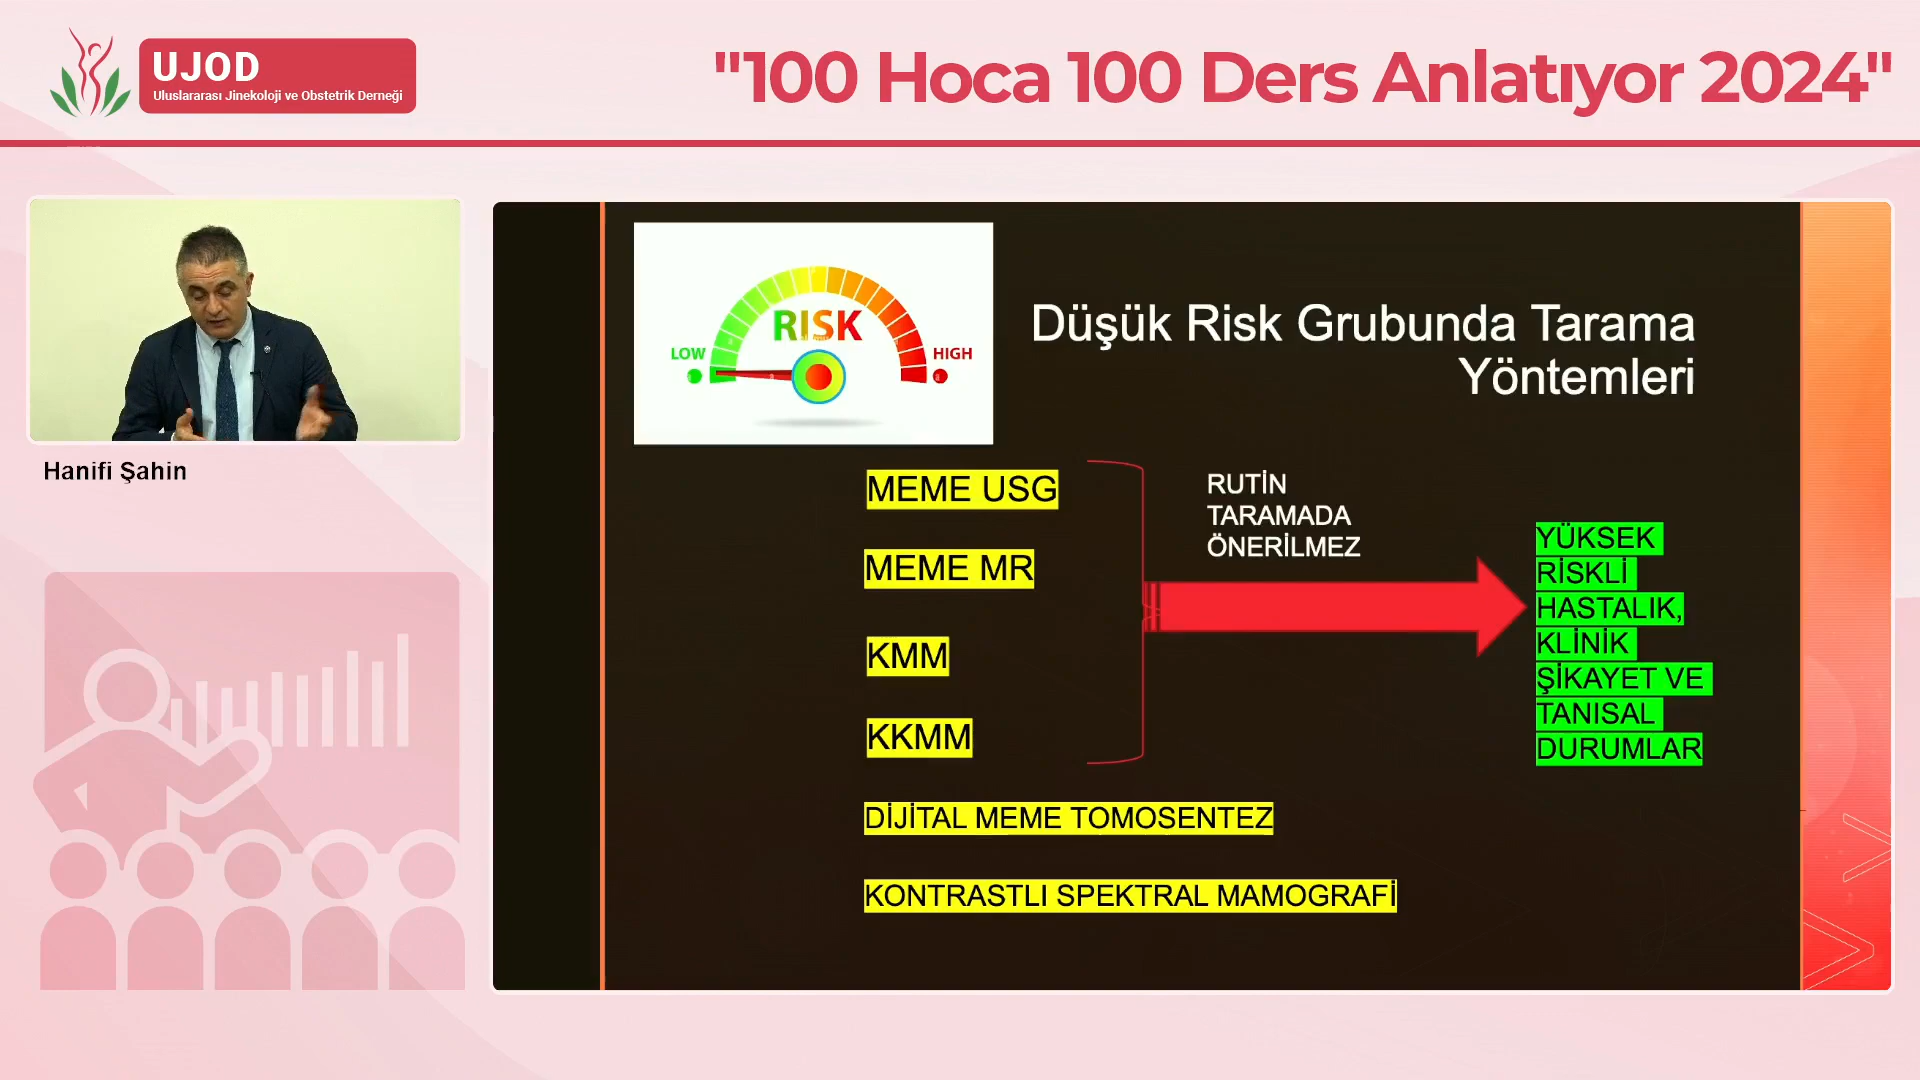 UJOD
Uluslararası Jinekoloji ve Obstetrik Derneği
"100 Hoca 100 Ders Anlatıyor 2024"
Hanifi Şahin
RISK
LOW
HIGH
Düşük Risk Grubunda Tarama
Yöntemleri
MEME USG
MEME MR
KMM
KKMM
DİJİTAL MEME TOMOSENTEZ
KONTRASTLI SPEKTRAL MAMOGRAFİ
RUTİN
TARAMADA
ÖNERİLMEZ
YÜKSEK
RİSKLİ
HASTALIK,
KLİNİK
ŞİKAYET VE
TANISAL
DURUMLAR